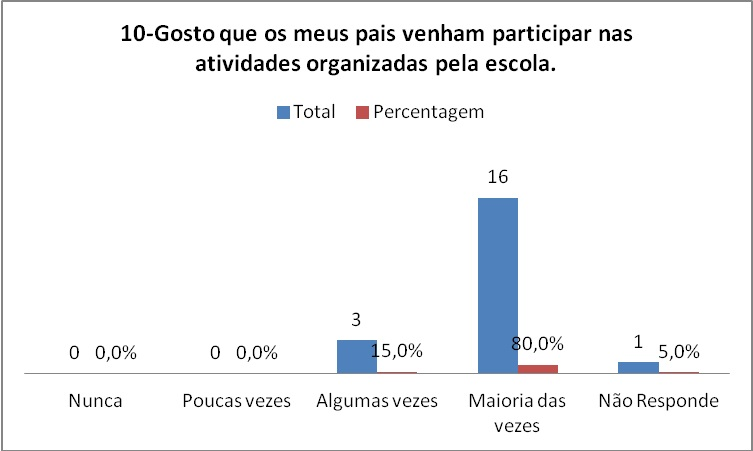 10-Gosto que os meus pais venham participar nas
atividades organizadas pela escola.
Total Percentagem
16
3
1
0 0,0% 0 0,0% 15,0% 80,0% 5,0%
Nunca Poucas vezes Algumas vezes Maioria das vezes Não Responde